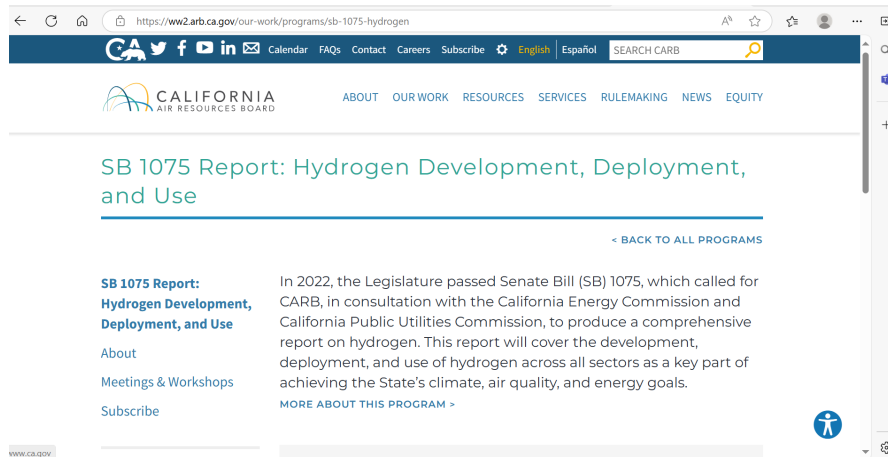 https://ww2.arb.ca.gov/our-work/programs/sb-1075-hydrogen
CA Calendar FAQs Contact Careers Subscribe English Español SEARCH CARB
CALIFORNIA
AIR RESOURCES BOARD
ABOUT OUR WORK RESOURCES SERVICES RULEMAKING NEWS EQUITY
SB 1075 Report: Hydrogen Development, Deployment,
and Use
< BACK TO ALL PROGRAMS
SB 1075 Report:
Hydrogen Development,
Deployment, and Use
About
Meetings & Workshops
Subscribe
In 2022, the Legislature passed Senate Bill (SB) 1075, which called for
CARB, in consultation with the California Energy Commission and
California Public Utilities Commission, to produce a comprehensive
report on hydrogen. This report will cover the development,
deployment, and use of hydrogen across all sectors as a key part of
achieving the State's climate, air quality, and energy goals.
MORE ABOUT THIS PROGRAM >
www.ca.gov